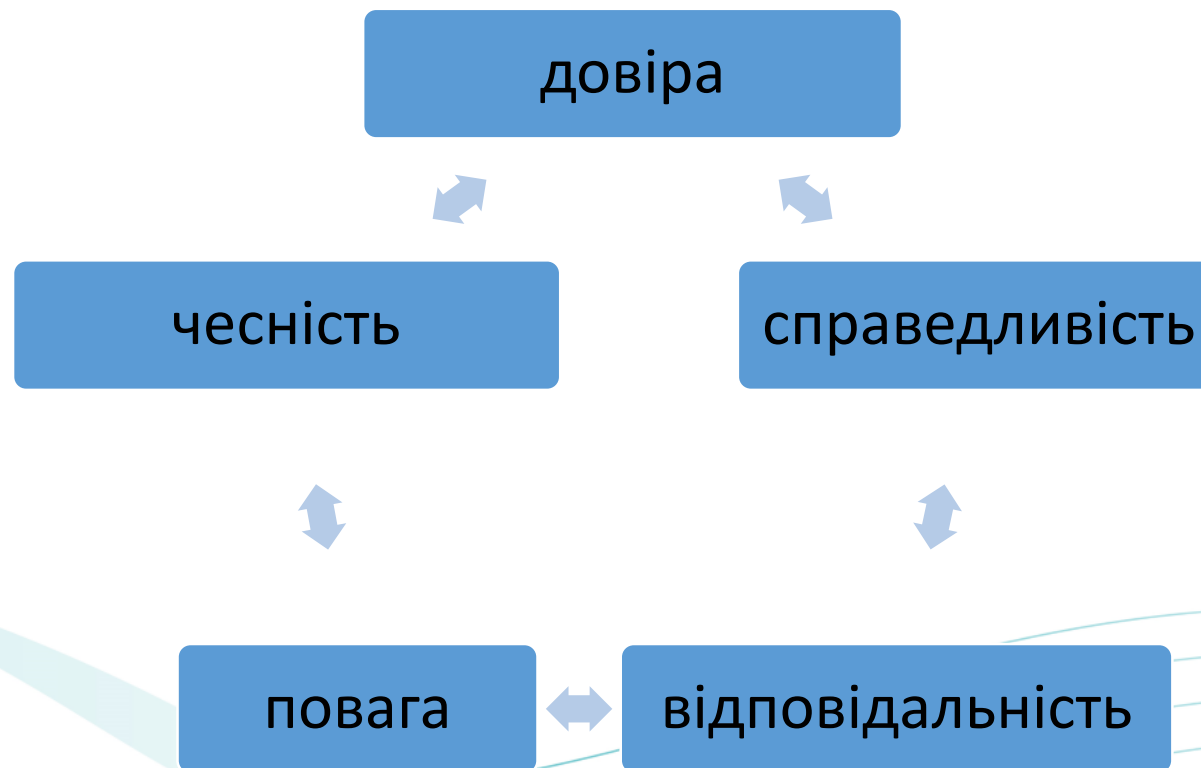 довіра
чесність
справедливість
повага
відповідальність